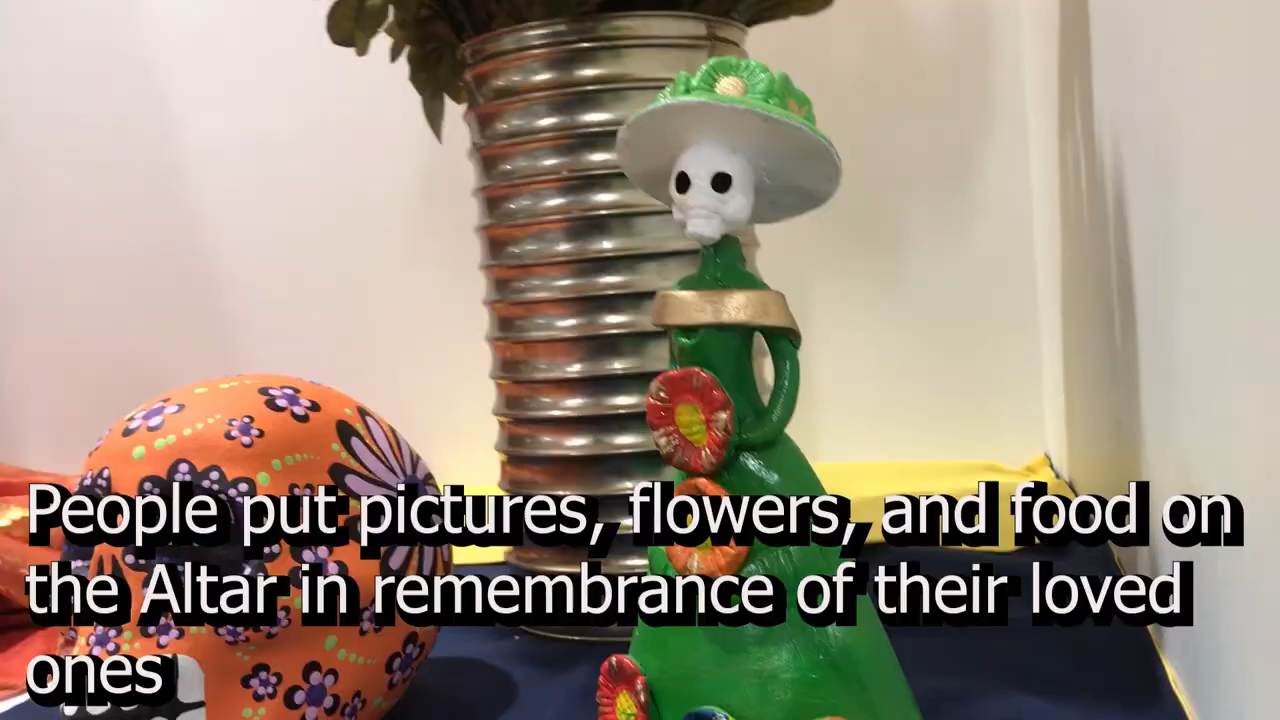 People put pictures, flowers, and food on
the Altar in remembrance of their loved
ones